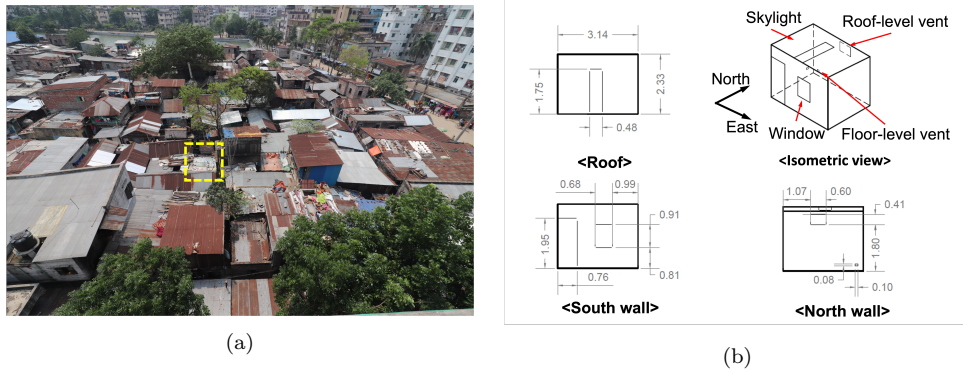 3.14
1.75
2.33
0.48
<Roof>
Skylight
Roof-level vent
North
East
Window
Floor-level vent
<Isometric view>
0.68
0.99
1.95
0.91
0.76
0.81
<South wall>
1.07
0.60
0.41
1.80
0.08
0.10
<North wall>
(a)
(b)